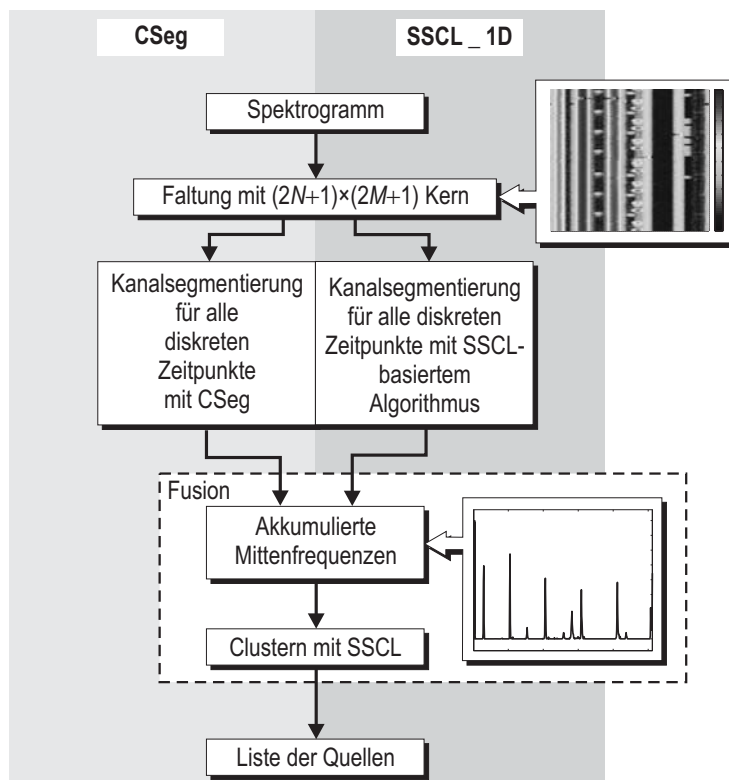 CSeg
SSCL _ 1D
Spektrogramm
Faltung mit (2N+1)×(2M+1) Kern
Kanalsegmentierung
für alle
diskreten
Zeitpunkte
mit CSeg
Kanalsegmentierung
für alle diskreten
Zeitpunkte mit SSCL-
basiertem
Algorithmus
Fusion
Akkumulierte
Mittenfrequenzen
Clustern mit SSCL
Liste der Quellen